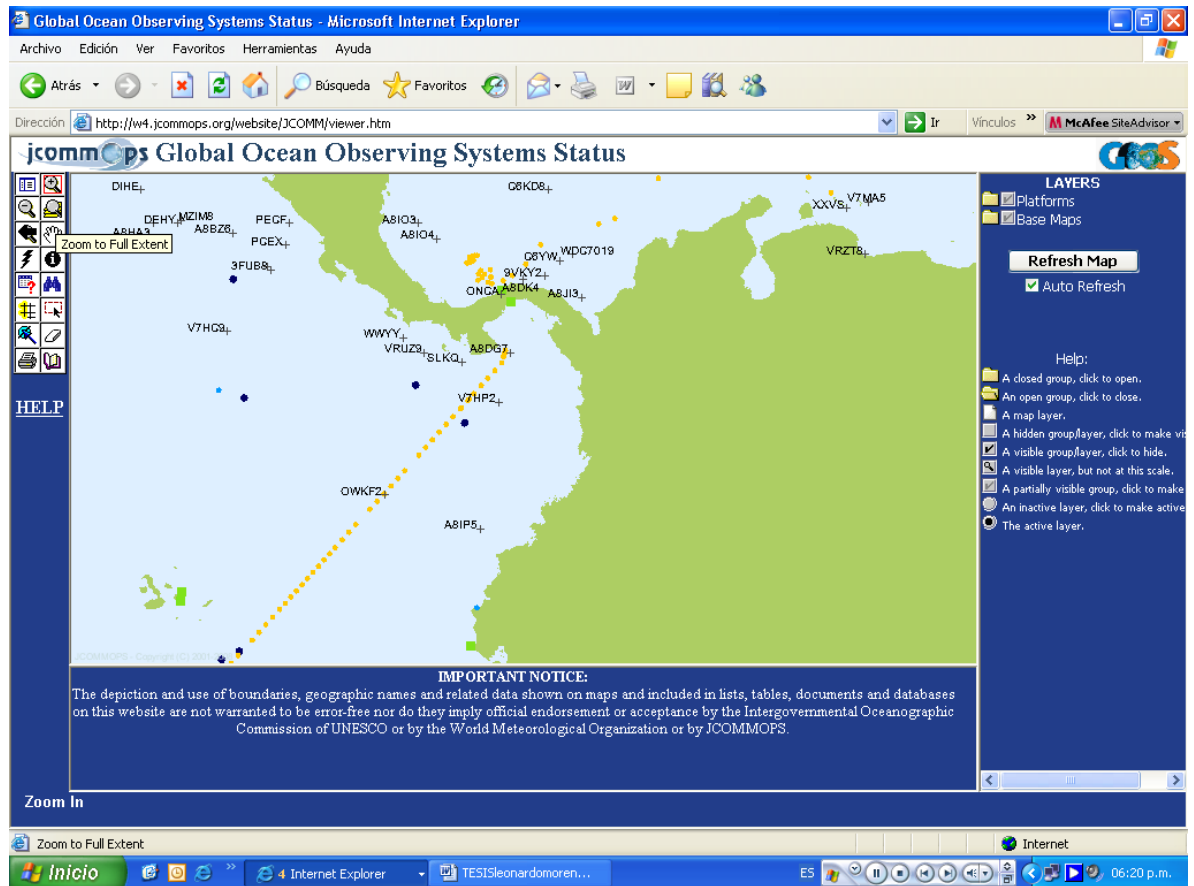 Global Ocean Observing Systems Status - Microsoft Internet Explorer
Archivo Edición Ver Favoritos Herramientas Ayuda
Atrás Búsqueda Favoritos
Dirección http://w4.jcommops.org/website/JCOMM/viewer.htm Ir Vínculos » McAfee SiteAdvisor
jcommOps Global Ocean Observing Systems Status
DIHE
G6KD8
XXVS V7MA5
DEHY MZIM8 PECF A8IO3
A8HA3 A8BZ6 A8IO4
Zoom to Full Extent PCEX
C6YW WDC7019 VRZT8
3FUB8 9VKY2
ONCA A8DK4 A8JI3
V7HG9 WWYY
VRUZ9 SLKQ A8DG7
V7HP2
OWKF2
A8IP5
LAYERS
Platforms
Base Maps
Refresh Map
Auto Refresh
Help:
A closed group, click to open.
An open group, click to close.
A map layer.
A hidden group/layer, click to make vis
A visible group/layer, click to hide.
A visible layer, but not at this scale.
A partially visible group, click to make
An inactive layer, click to make active
The active layer.
HELP
IMPORTANT NOTICE:
The depiction and use of boundaries, geographic names and related data shown on maps and included in lists, tables, documents and databases
on this website are not warranted to be error-free nor do they imply official endorsement or acceptance by the Intergovernmental Oceanographic
Commission of UNESCO or by the World Meteorological Organization or by JCOMMOPS.
Zoom In
Zoom to Full Extent Internet
Inicio » 4 Internet Explorer TESISleonardomoren... ES 06:20 p.m.